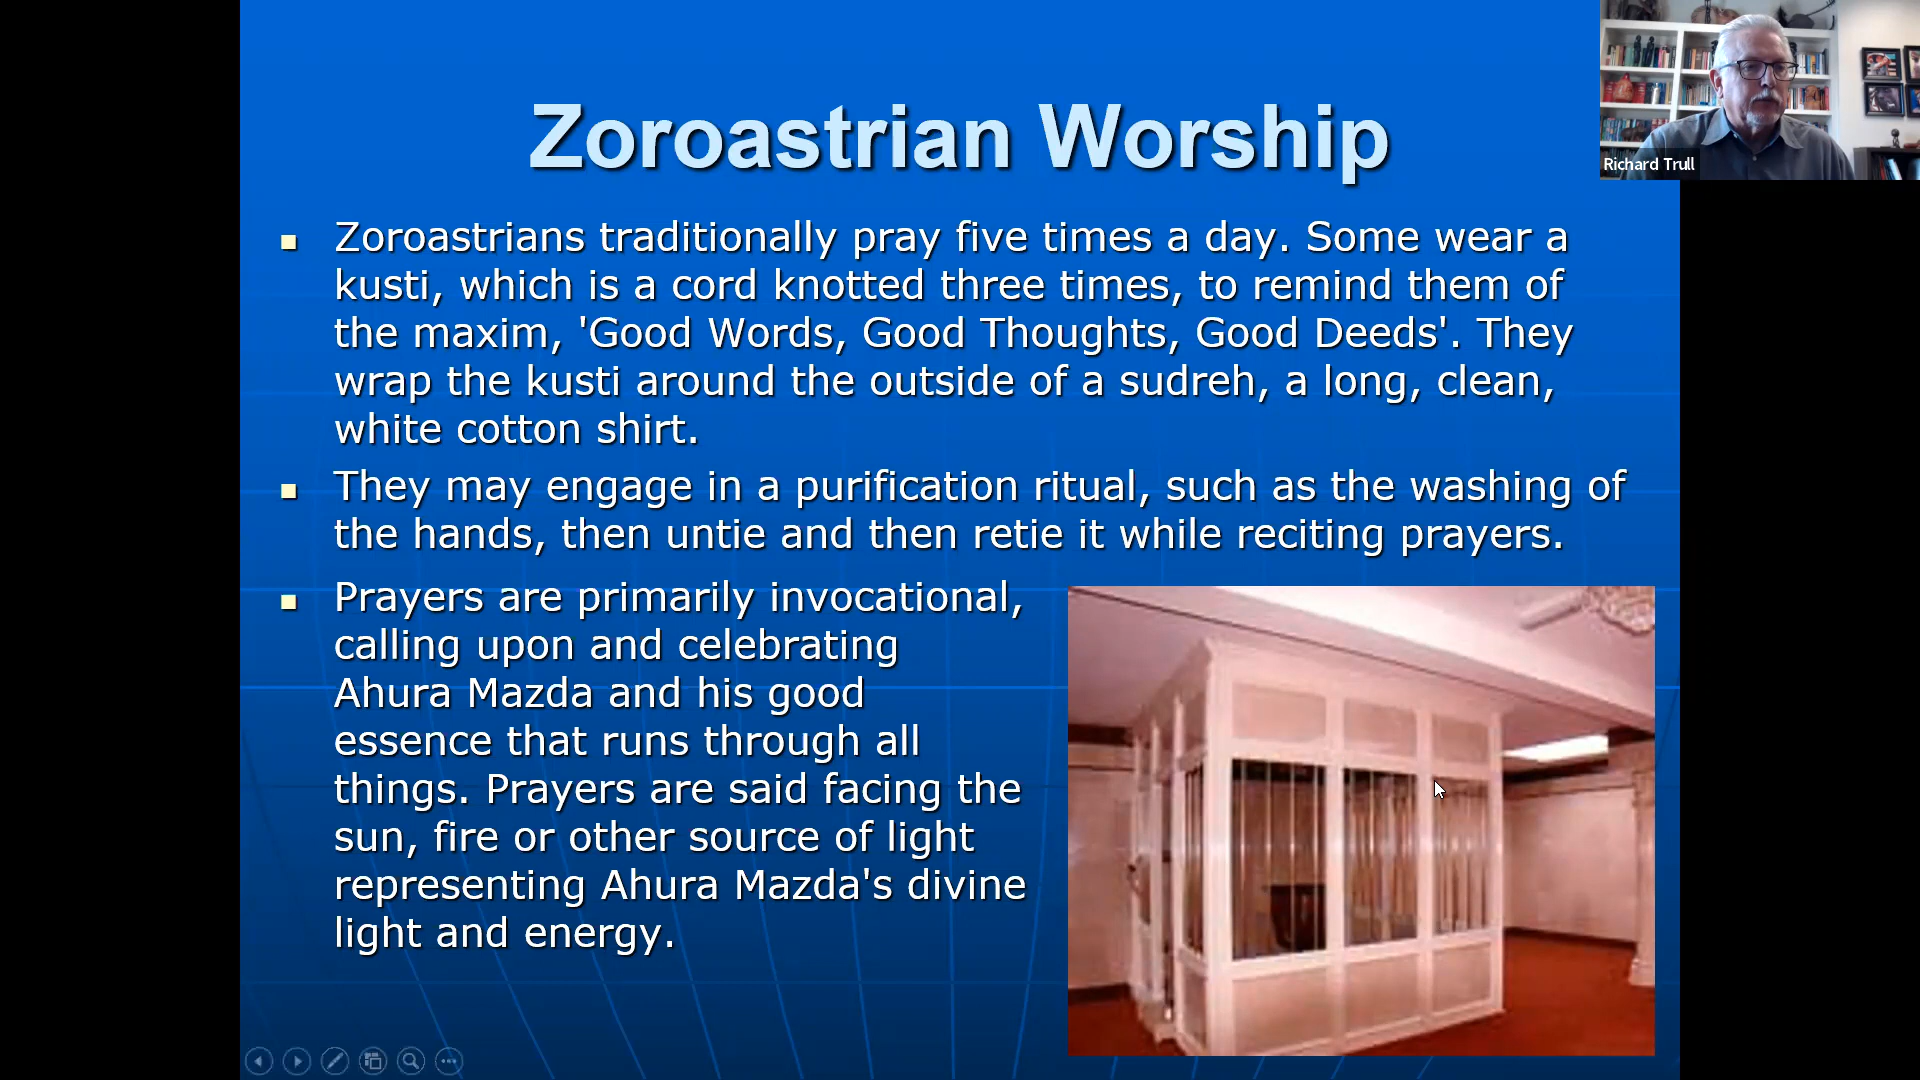 Zoroastrian Worship
Richard Trull
Zoroastrians traditionally pray five times a day. Some wear a
kusti, which is a cord knotted three times, to remind them of
the maxim, 'Good Words, Good Thoughts, Good Deeds'. They
wrap the kusti around the outside of a sudreh, a long, clean,
white cotton shirt.
They may engage in a purification ritual, such as the washing of
the hands, then untie and then retie it while reciting prayers.
Prayers are primarily invocational,
calling upon and celebrating
Ahura Mazda and his good
essence that runs through all
things. Prayers are said facing the
sun, fire or other source of light
representing Ahura Mazda's divine
light and energy.